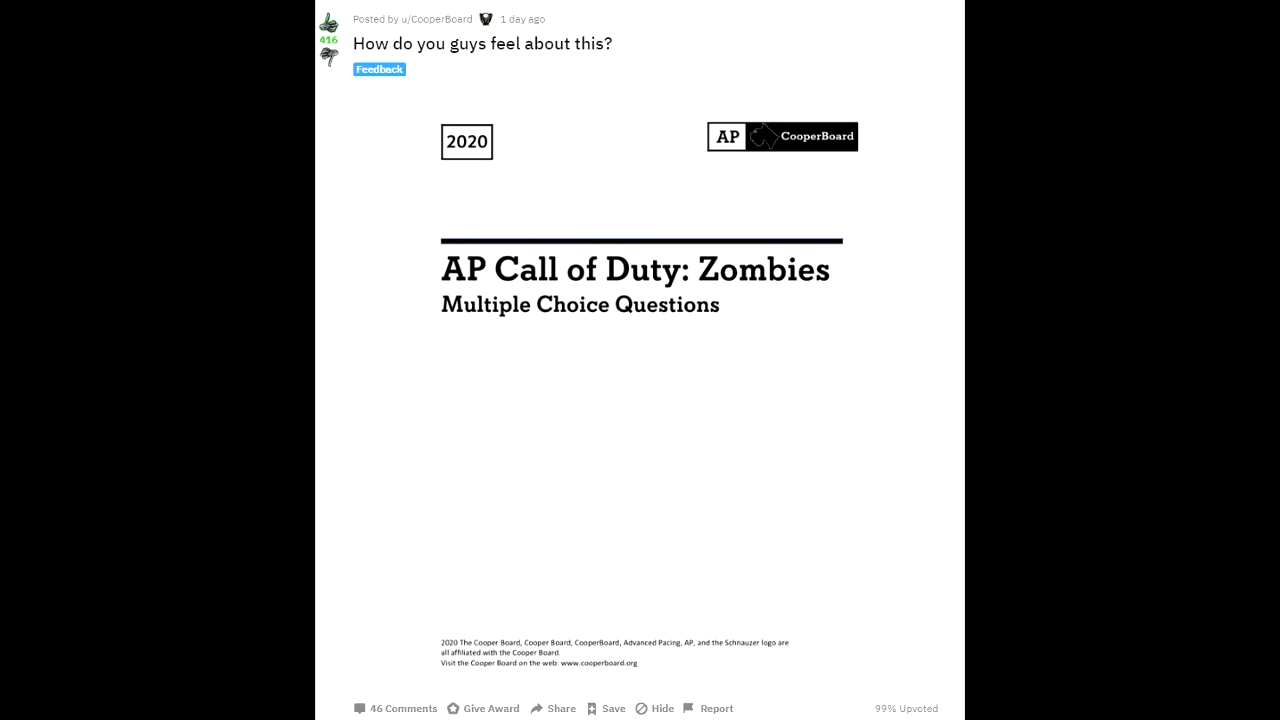 Posted by u/CooperBoard 1 day ago
416
How do you guys feel about this?
Feedback
2020
AP CooperBoard
AP Call of Duty: Zombies
Multiple Choice Questions
2020 The Cooper Board, Cooper Board, CooperBoard, Advanced Pacing, AP, and the Schnauzer logo are
all affiliated with the Cooper Board.
Visit the Cooper Board on the web: www.cooperboard.org
46 Comments Give Award Share Save Hide Report 99% Upvoted